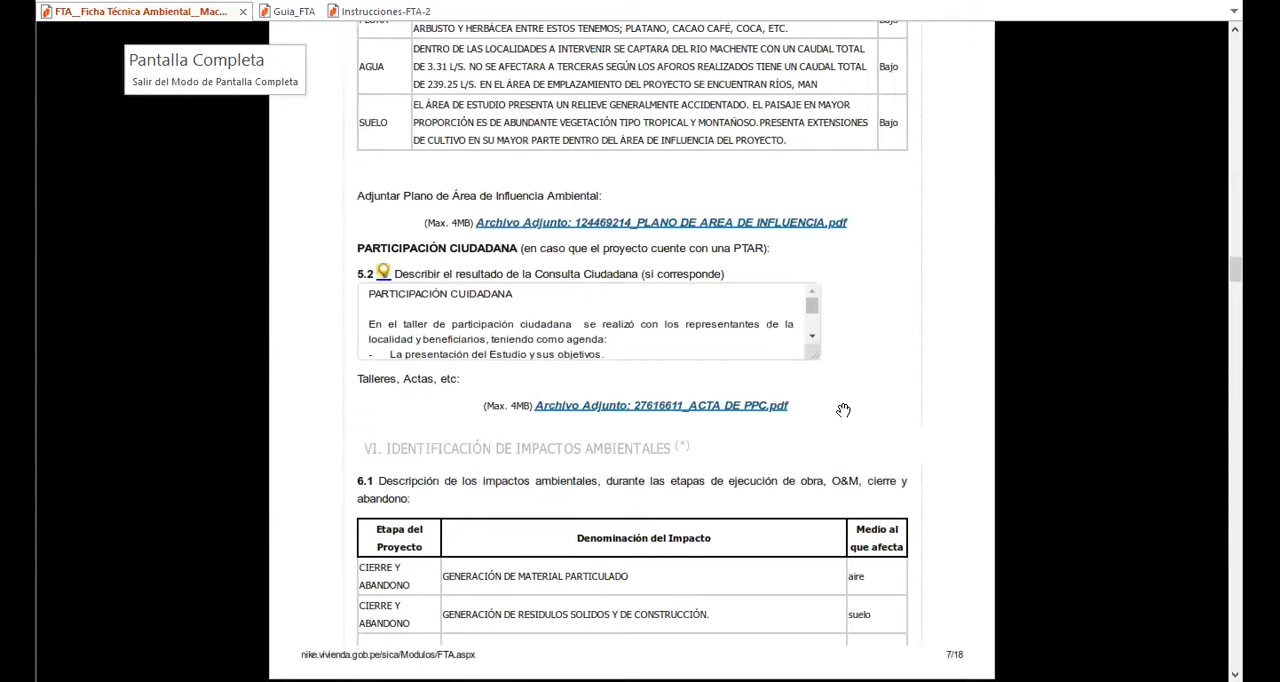 FTA__Ficha Técnica Ambiental__Mac...
Guia_FTA
Instrucciones-FTA-2
Pantalla Completa
Salir del Modo de Pantalla Completa
ARBUSTO Y HERBÁCEA ENTRE ESTOS TENEMOS; PLATANO, CACAO CAFÉ, COCA, ETC.
AGUA
DENTRO DE LAS LOCALIDADES A INTERVENIR SE CAPTARA DEL RIO MACHENTE CON UN CAUDAL TOTAL
DE 3.31 L/S. NO SE AFECTARA A TERCERAS SEGÚN LOS AFOROS REALIZADOS TIENE UN CAUDAL TOTAL
DE 239.25 L/S. EN EL ÁREA DE EMPLAZAMIENTO DEL PROYECTO SE ENCUENTRAN RÍOS, MAN
Bajo
SUELO
EL ÁREA DE ESTUDIO PRESENTA UN RELIEVE GENERALMENTE ACCIDENTADO. EL PAISAJE EN MAYOR
PROPORCIÓN ES DE ABUNDANTE VEGETACIÓN TIPO TROPICAL Y MONTAÑOSO.PRESENTA EXTENSIONES
DE CULTIVO EN SU MAYOR PARTE DENTRO DEL ÁREA DE INFLUENCIA DEL PROYECTO.
Bajo
Adjuntar Plano de Área de Influencia Ambiental:
(Max. 4MB) Archivo Adjunto: 124469214_PLANO DE AREA DE INFLUENCIA.pdf
PARTICIPACIÓN CIUDADANA (en caso que el proyecto cuente con una PTAR):
5.2 Describir el resultado de la Consulta Ciudadana (si corresponde)
PARTICIPACIÓN CUIDADANA
En el taller de participación ciudadana se realizó con los representantes de la
localidad y beneficiarios, teniendo como agenda:
- La presentación del Estudio y sus objetivos.
Talleres, Actas, etc:
(Max. 4MB) Archivo Adjunto: 27616611_ACTA DE PPC.pdf
VI. IDENTIFICACIÓN DE IMPACTOS AMBIENTALES (*)
6.1 Descripción de los impactos ambientales, durante las etapas de ejecución de obra, O&M, cierre y
abandono:
Etapa del
Proyecto
Denominación del Impacto
Medio al
que afecta
CIERRE Y
ABANDONO
GENERACIÓN DE MATERIAL PARTICULADO
aire
CIERRE Y
ABANDONO
GENERACIÓN DE RESIDULOS SOLIDOS Y DE CONSTRUCCIÓN.
suelo
nike.vivienda.gob.pe/sica/Modulos/FTA.aspx
7/18